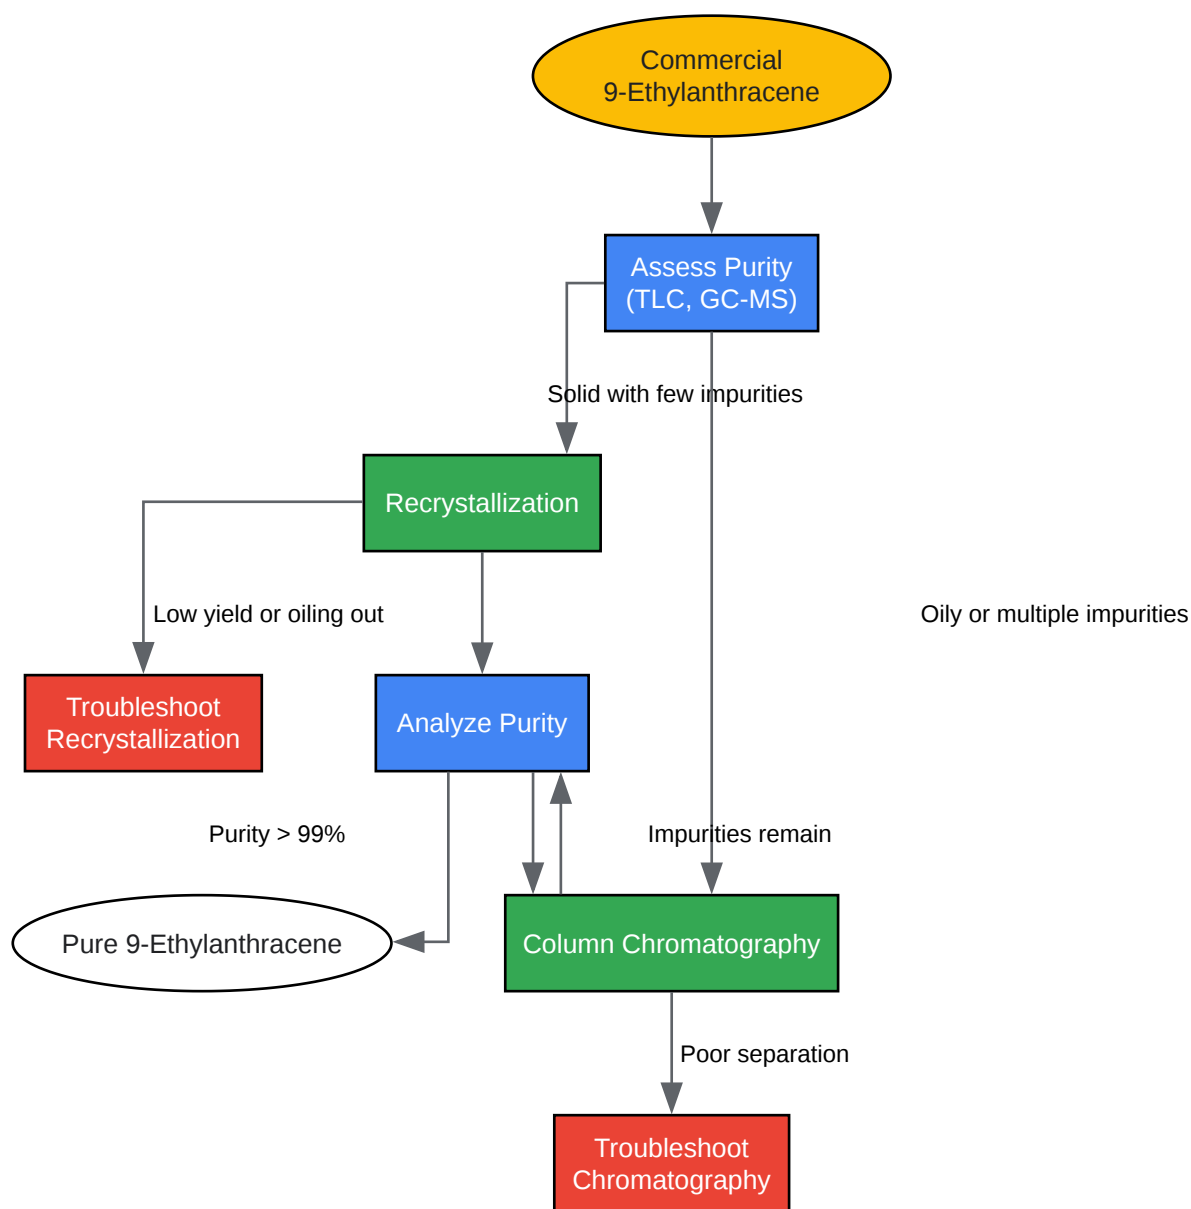 Commercial
9-Ethylanthracene
Assess Purity
(TLC, GC-MS)
Solid with few impurities
Recrystallization
Low yield or oiling out
Oily or multiple impurities
Troubleshoot
Recrystallization
Analyze Purity
Purity > 99%
Impurities remain
Pure 9-Ethylanthracene
Column Chromatography
Poor separation
Troubleshoot
Chromatography